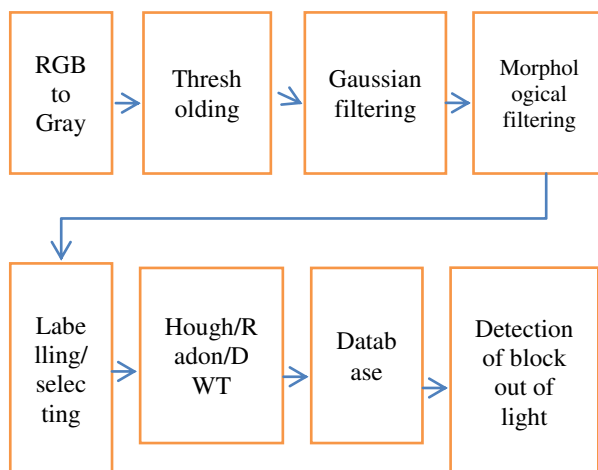 RGB
to
Gray
Thresh
olding
Gaussian
filtering
Morphol
ogical
filtering
Labe
lling/
selec
ting
Hough/R
adon/D
WT
Datab
ase
Detection
of block
out of
light